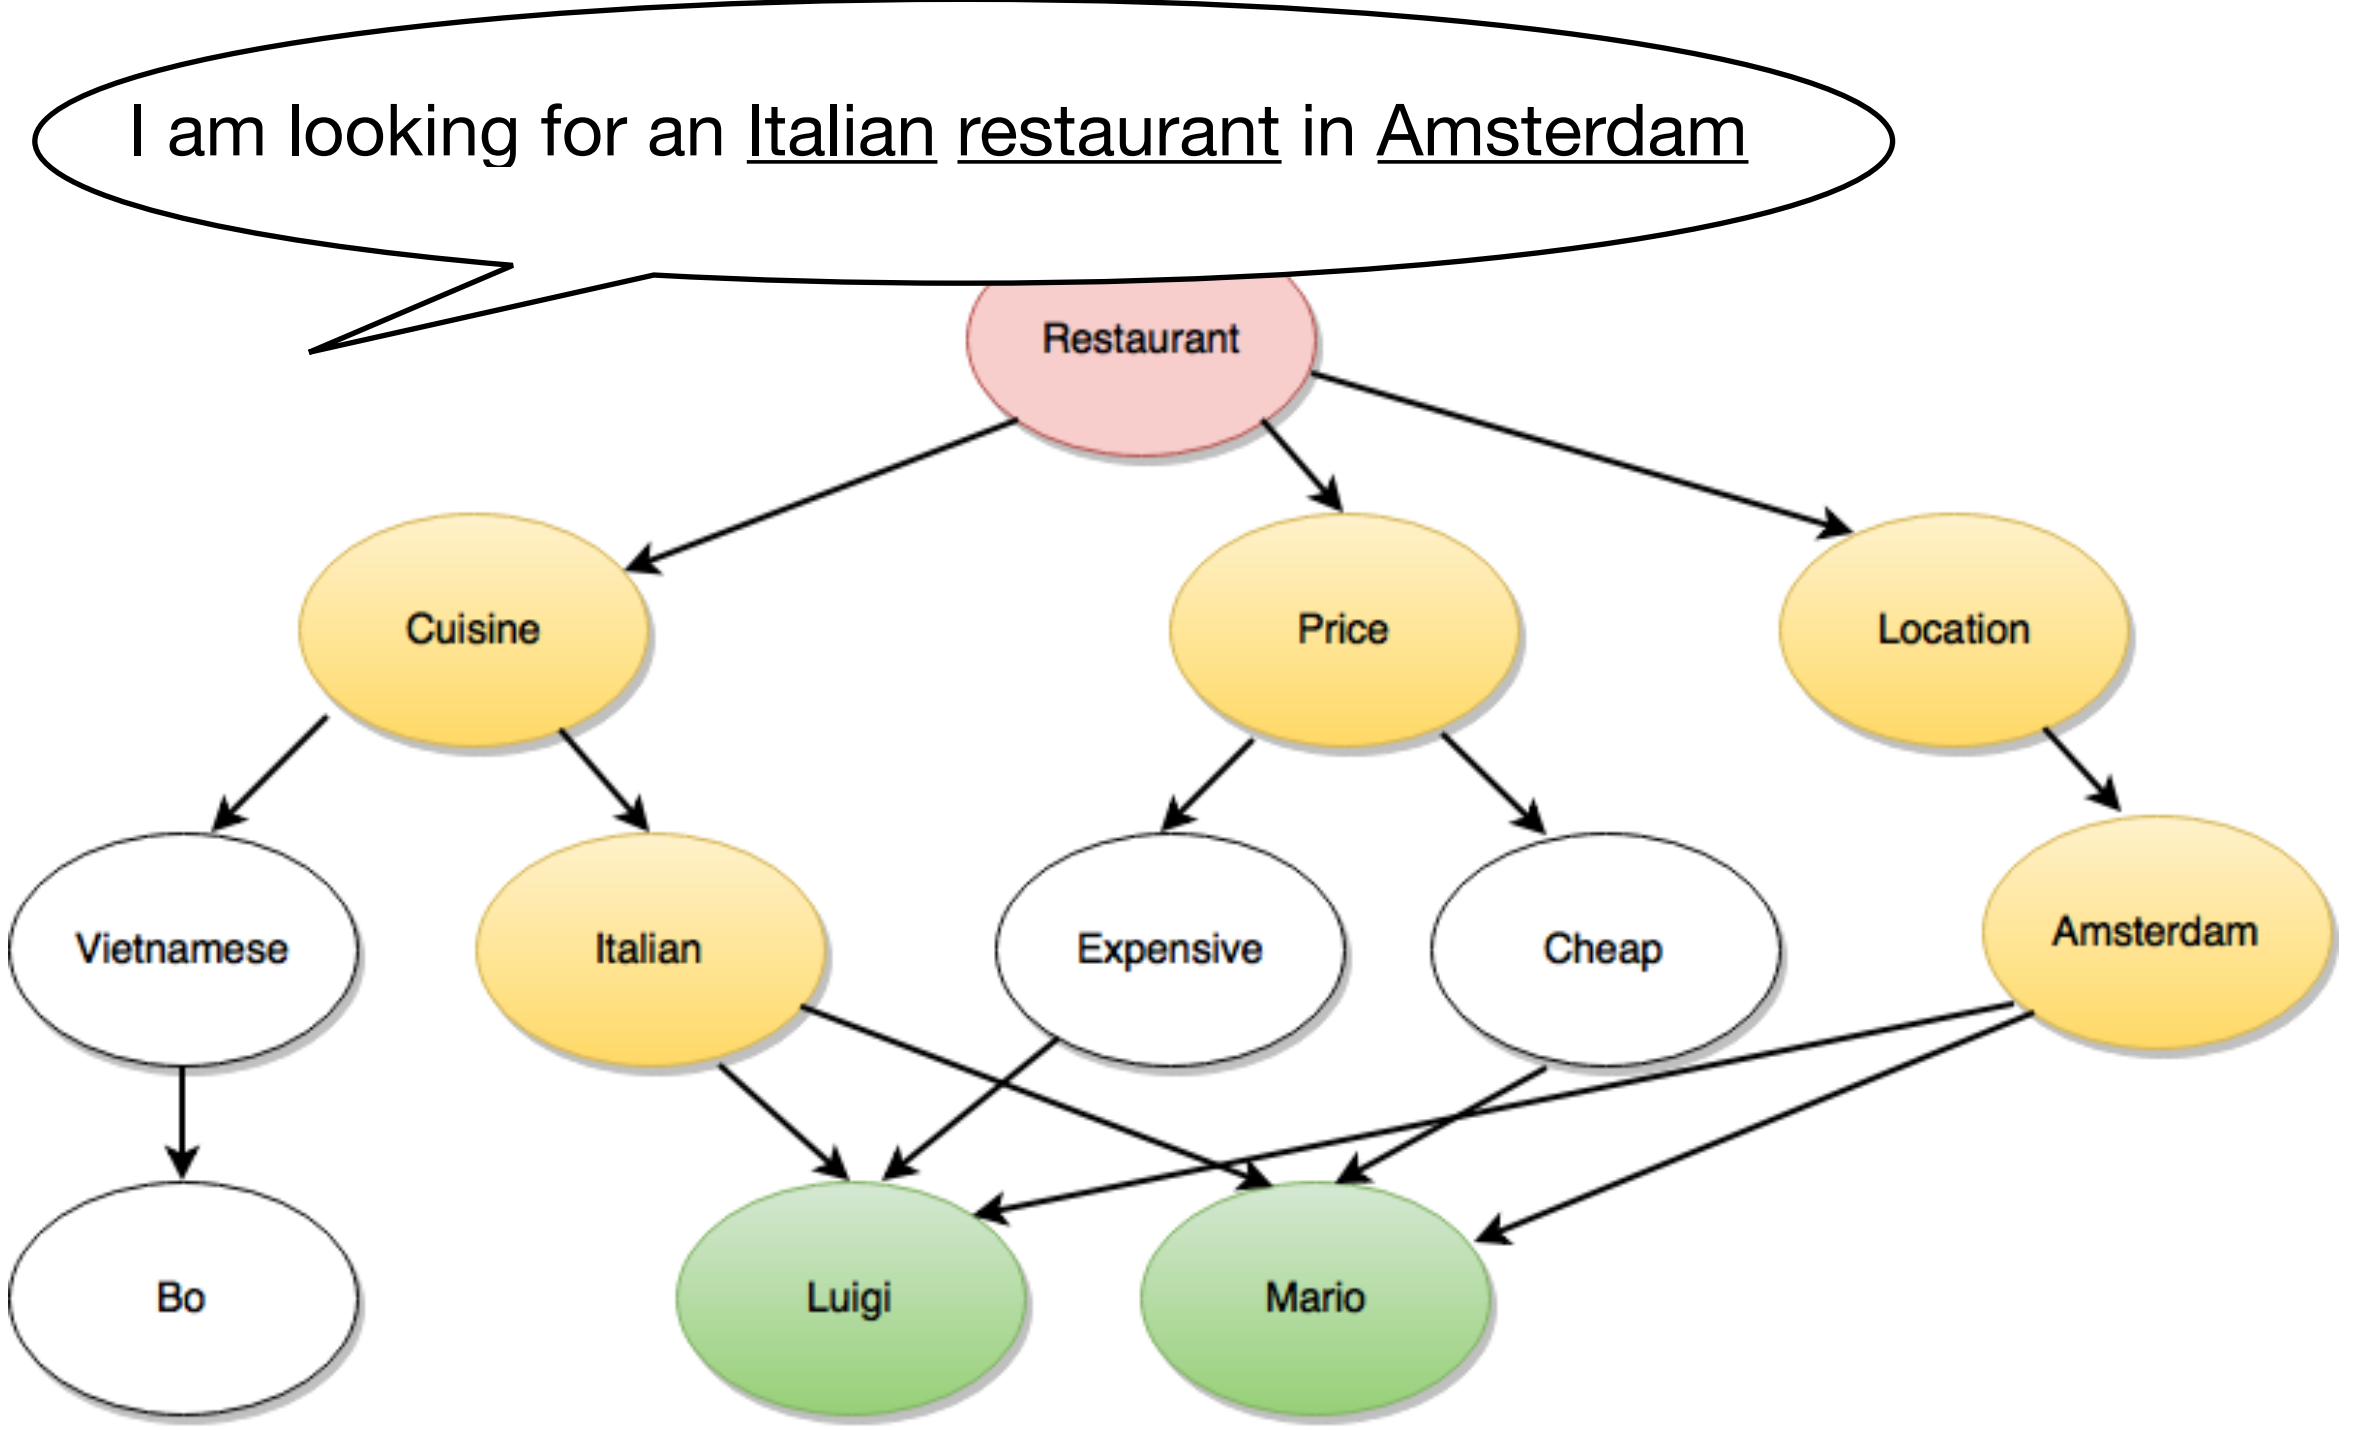 I am looking for an Italian restaurant in Amsterdam
Restaurant
Cuisine
Price
Location
Vietnamese
Italian
Expensive
Cheap
Amsterdam
Bo
Luigi
Mario